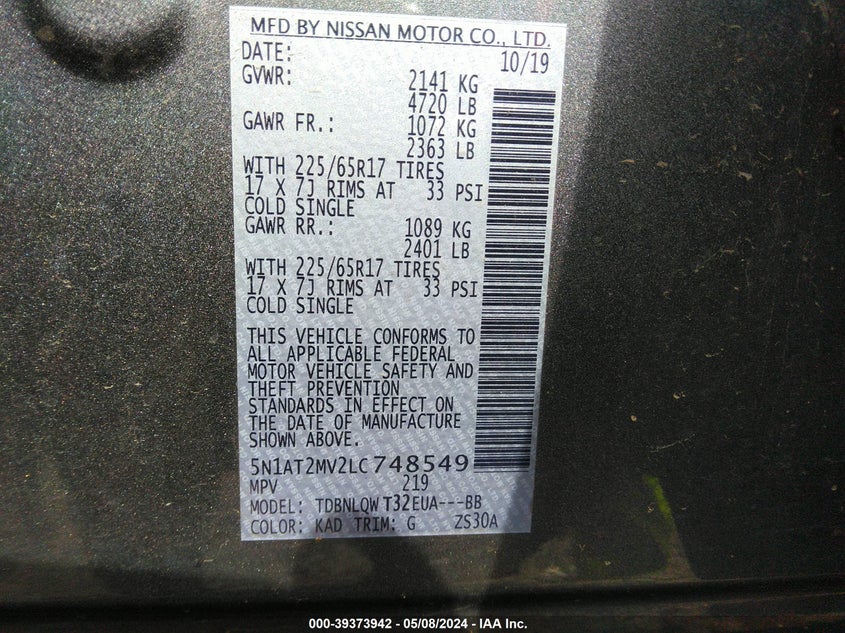 MFD BY NISSAN MOTOR CO., LTD.
DATE: 10/19
GVWR: 2141 KG
4720 LB
GAWR FR.: 1072 KG
2363 LB
WITH 225/65R17 TIRES
17 X 7J RIMS AT 33 PSI
COLD SINGLE
GAWR RR.: 1089 KG
2401 LB
WITH 225/65R17 TIRES
17 X 7J RIMS AT 33 PSI
COLD SINGLE
THIS VEHICLE CONFORMS TO
ALL APPLICABLE FEDERAL
MOTOR VEHICLE SAFETY AND
THEFT PREVENTION
STANDARDS IN EFFECT ON
THE DATE OF MANUFACTURE
SHOWN ABOVE.
5N1AT2MV2LC748549
MPV 219
MODEL: TDBNLQW T32EUA---BB
COLOR: KAD TRIM: G ZS30A
000-39373942 - 05/08/2024 - IAA Inc.